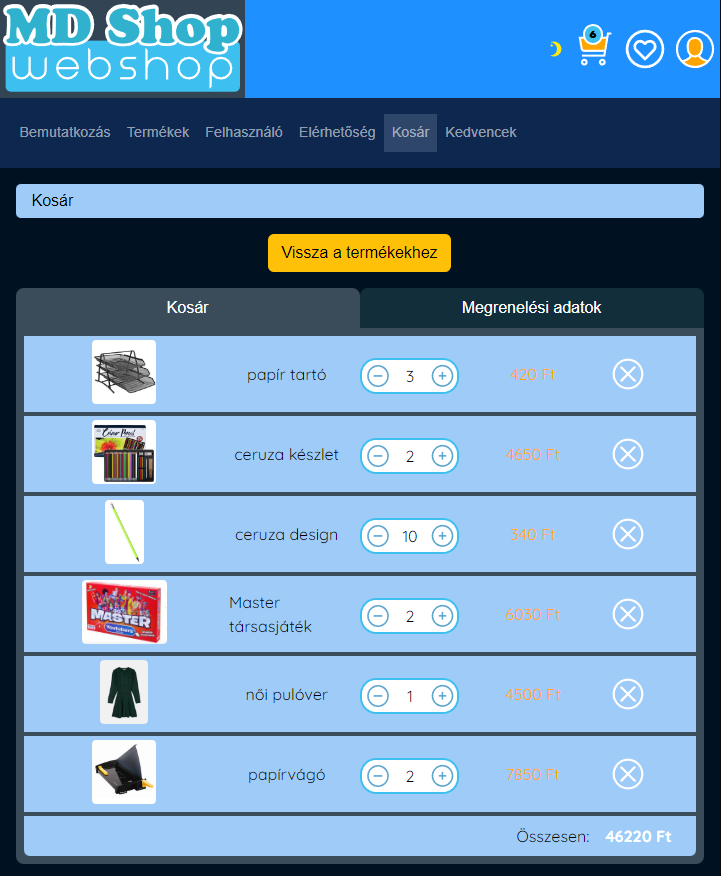 MD Shop
webshop
6
Bemutatkozás Termékek Felhasználó Elérhetőség Kosár Kedvencek
Kosár
Vissza a termékekhez
Kosár Megrenelési adatok
papír tartó 3 420 Ft
Colour Pencil
ceruza készlet 2 4650 Ft
ceruza design 10 340 Ft
MASTER
Master
társasjáték 2 6030 Ft
női pulóver 1 4500 Ft
papírvágó 2 7850 Ft
Összesen: 46220 Ft